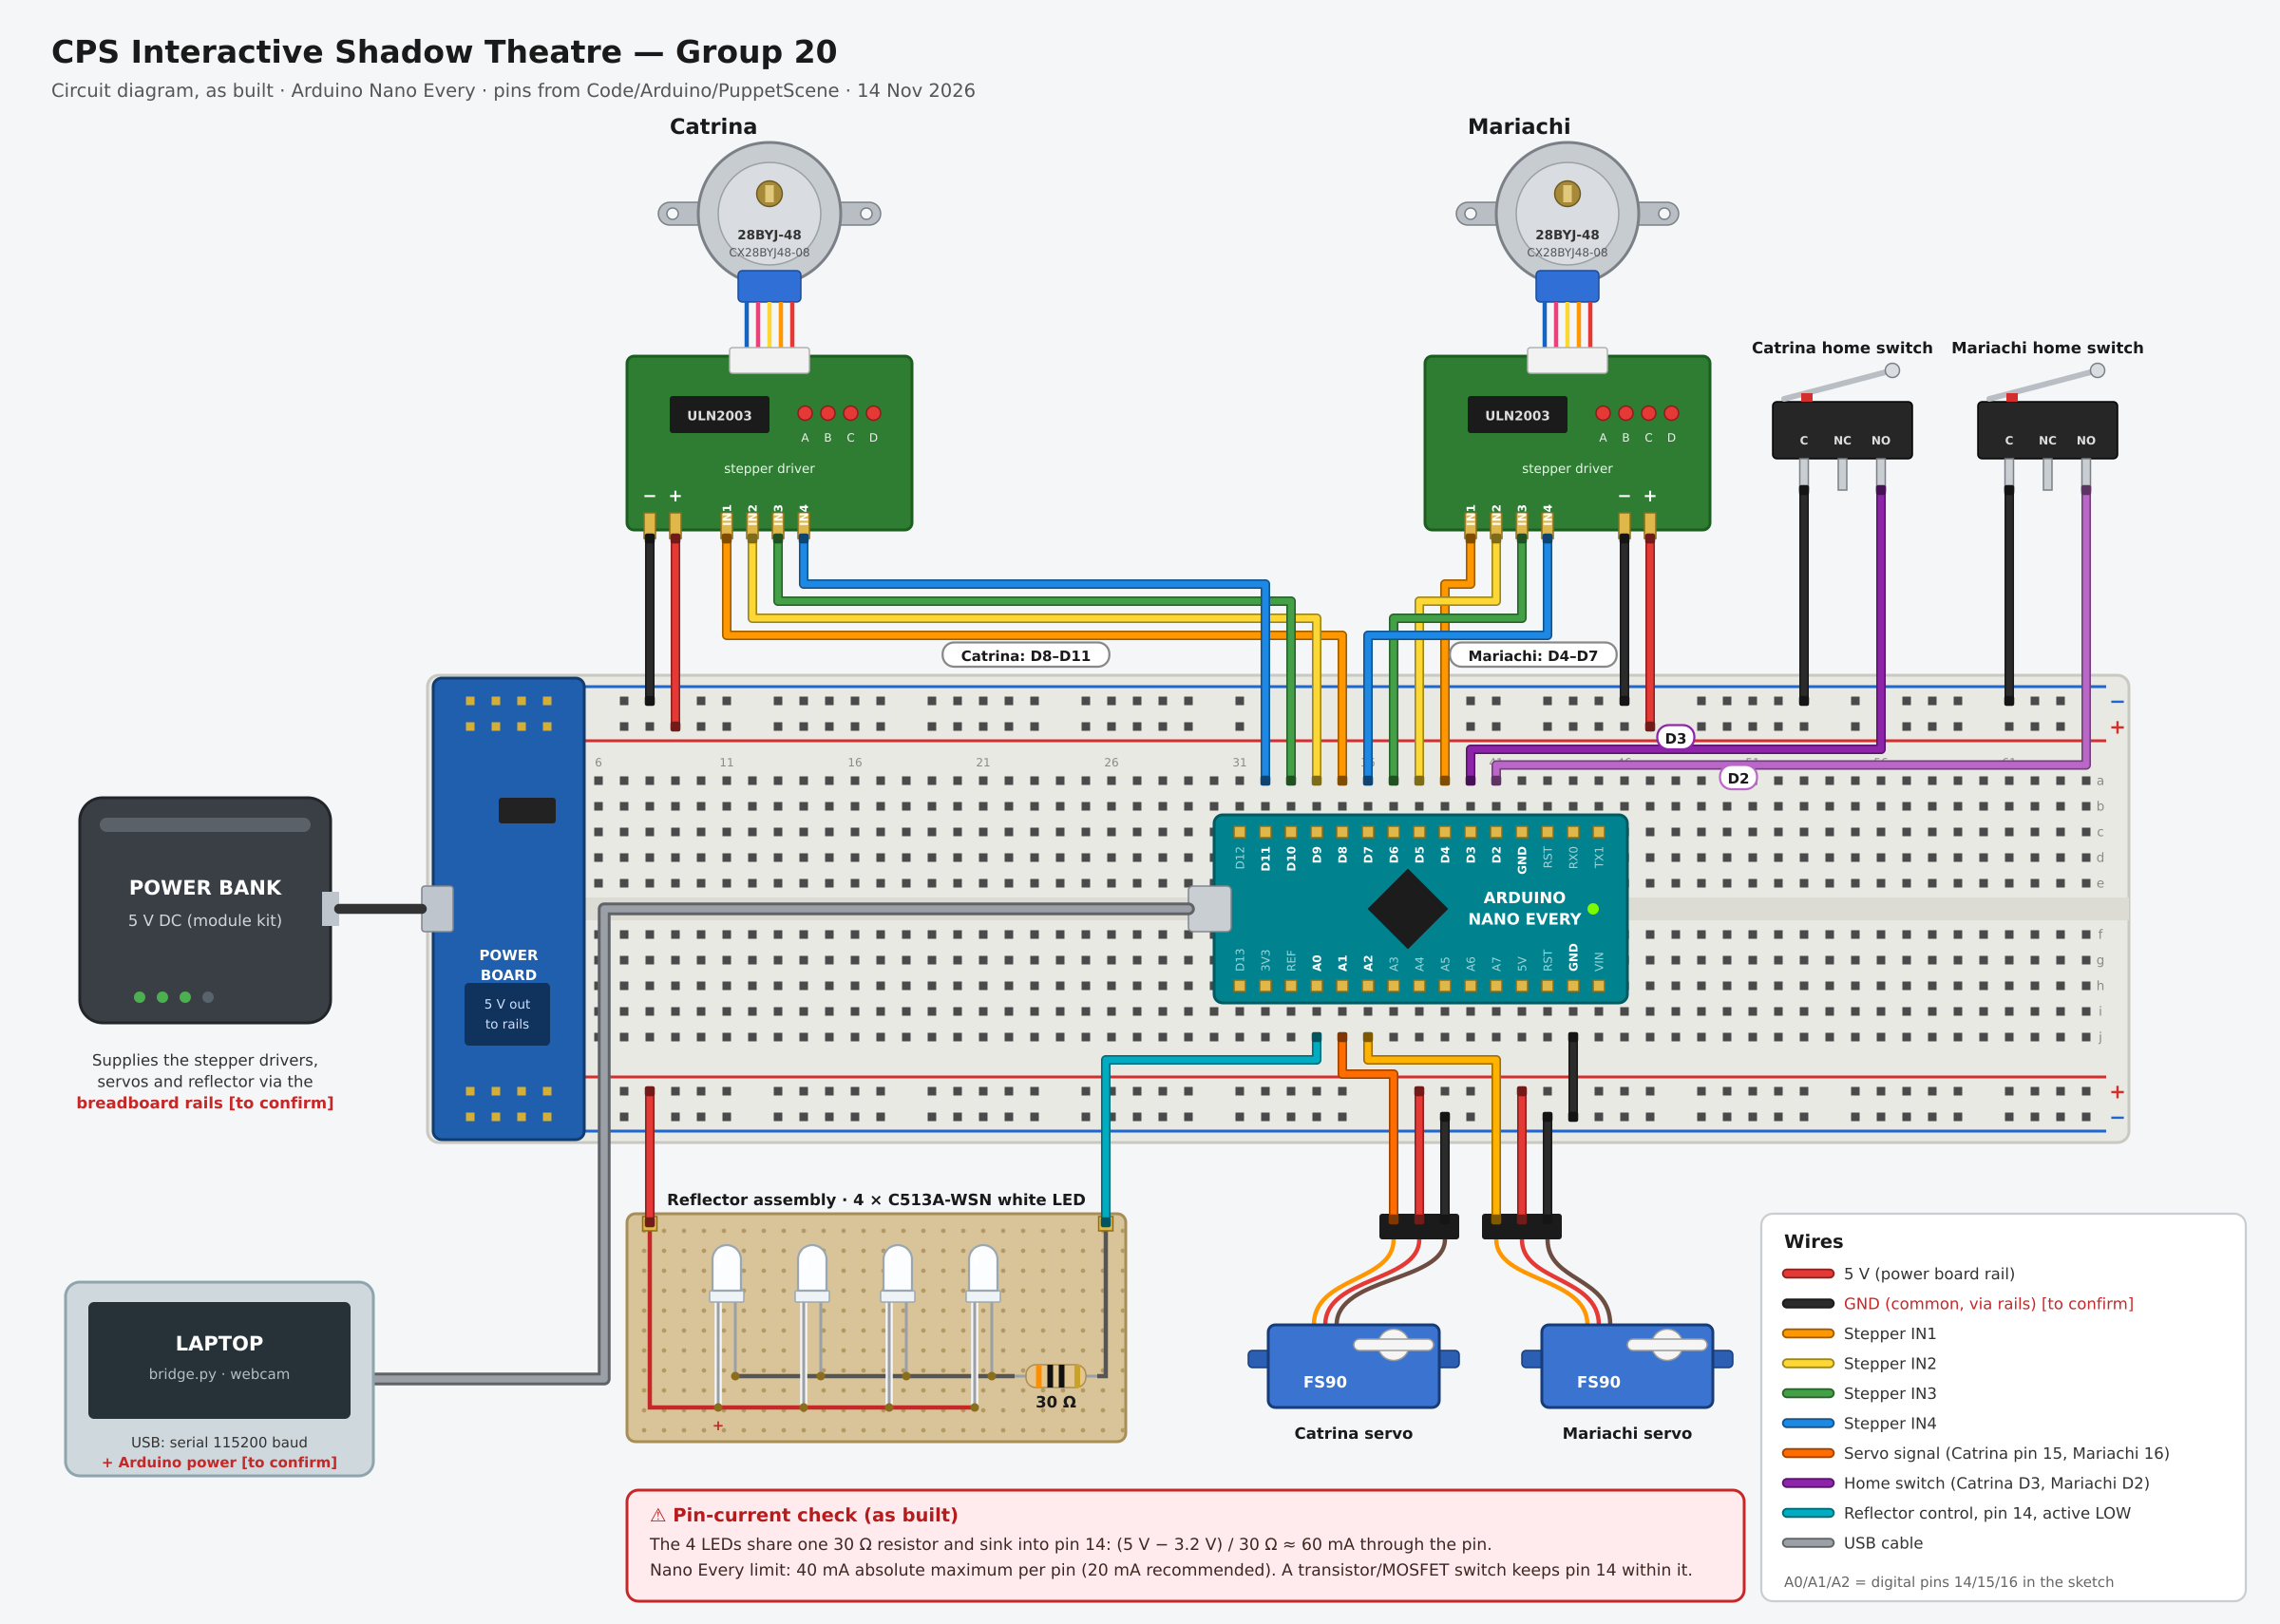 CPS Interactive Shadow Theatre — Group 20
Circuit diagram, as built · Arduino Nano Every · pins from Code/Arduino/PuppetScene · 14 Nov 2026
Catrina
Mariachi
28BYJ-48
CX28BYJ48-08
28BYJ-48
CX28BYJ48-08
Catrina home switch
Mariachi home switch
ULN2003
A B C D
stepper driver
− +
IN1 IN2 IN3 IN4
ULN2003
A B C D
stepper driver
IN1 IN2 IN3 IN4
− +
C NC NO
C NC NO
Catrina: D8–D11
Mariachi: D4–D7
−
+
D3
D2
6 11 16 21 26 31
a
b
c
d
e
f
g
h
i
j
POWER BANK
5 V DC (module kit)
POWER
BOARD
5 V out
to rails
D12 D11 D10 D9 D8 D7 D6 D5 D4 D3 D2 GND RST RX0 TX1
ARDUINO
NANO EVERY
D13 3V3 REF A0 A1 A2 A3 A4 A5 A6 A7 5V RST GND VIN
Supplies the stepper drivers,
servos and reflector via the
breadboard rails [to confirm]
+
−
Reflector assembly · 4 × C513A-WSN white LED
30 Ω
+
LAPTOP
bridge.py · webcam
USB: serial 115200 baud
+ Arduino power [to confirm]
FS90
Catrina servo
FS90
Mariachi servo
Wires
5 V (power board rail)
GND (common, via rails) [to confirm]
Stepper IN1
Stepper IN2
Stepper IN3
Stepper IN4
Servo signal (Catrina pin 15, Mariachi 16)
Home switch (Catrina D3, Mariachi D2)
Reflector control, pin 14, active LOW
USB cable
A0/A1/A2 = digital pins 14/15/16 in the sketch
⚠ Pin-current check (as built)
The 4 LEDs share one 30 Ω resistor and sink into pin 14: (5 V − 3.2 V) / 30 Ω ≈ 60 mA through the pin.
Nano Every limit: 40 mA absolute maximum per pin (20 mA recommended). A transistor/MOSFET switch keeps pin 14 within it.